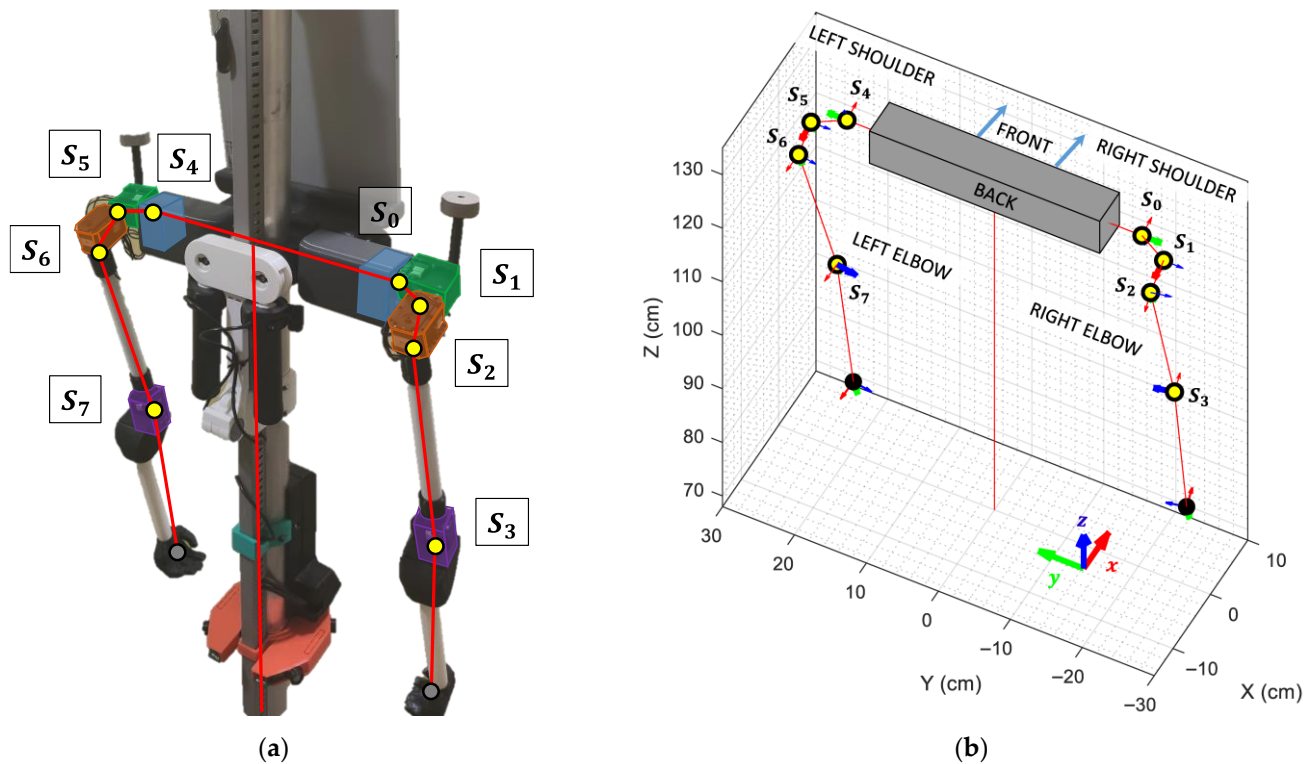 S₅
S₄
S₀
S₆
S₁
S₂
S₇
S₃
(a)
LEFT SHOULDER
S₅
S₄
FRONT
RIGHT SHOULDER
S₆
130
BACK
S₀
120
S₁
LEFT ELBOW
110
S₂
S₇
RIGHT ELBOW
Z (cm)
100
90
S₃
80
70
30
z
20
y
x
10
10
0
0
−10
−10
Y (cm)
−20
X (cm)
−30
(b)